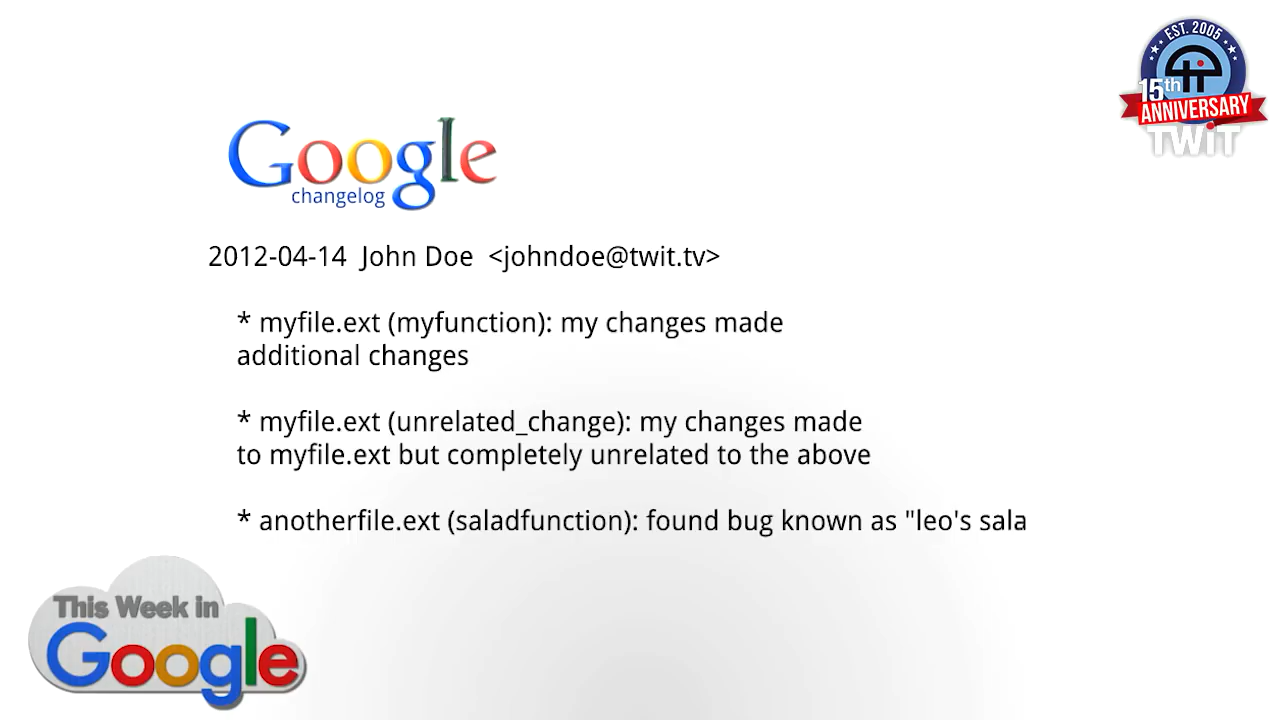 EST. 2005
15th
ANNIVERSARY
TWiT
Google
changelog
2012-04-14 John Doe <johndoe@twit.tv>
* myfile.ext (myfunction): my changes made
additional changes
* myfile.ext (unrelated_change): my changes made
to myfile.ext but completely unrelated to the above
* anotherfile.ext (saladfunction): found bug known as "leo's sala
This Week in
Google